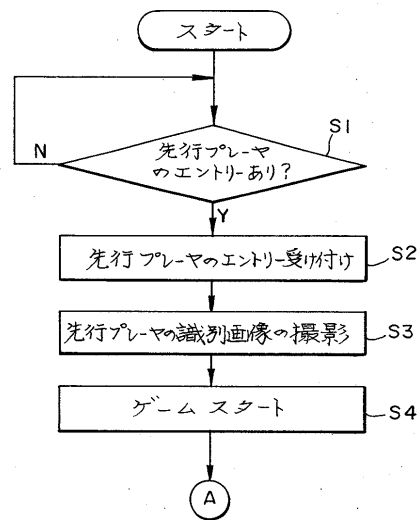 スタート
S1
先行プレーヤ
のエントリーあり?
N
Y
先行プレーヤのエントリー受け付け
S2
先行プレーヤの識別画像の撮影
S3
ゲームスタート
S4
A